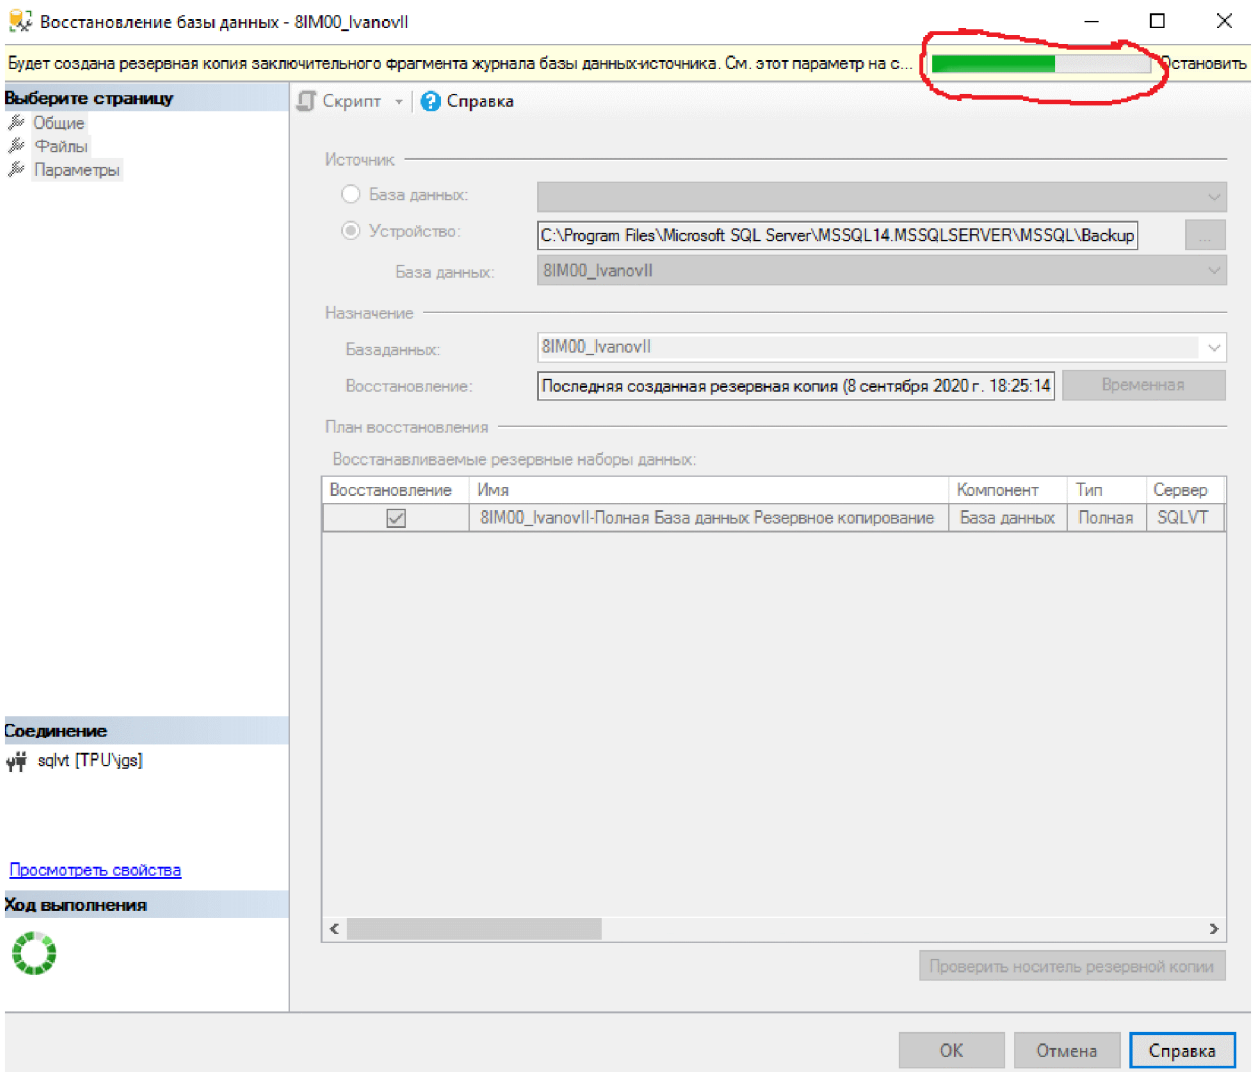 Восстановление базы данных - 8IM00_IvanovII
Будет создана резервная копия заключительного фрагмента журнала базы данных-источника. См. этот параметр на с... Остановить
Выберите страницу
Общие
Файлы
Параметры
Скрипт Справка
Источник
База данных:
Устройство: C:\Program Files\Microsoft SQL Server\MSSQL14.MSSQLSERVER\MSSQL\Backup ...
База данных: 8IM00_IvanovII
Назначение
Базаданных: 8IM00_IvanovII
Восстановление: Последняя созданная резервная копия (8 сентября 2020 г. 18:25:14 Временная
План восстановления
Восстанавливаемые резервные наборы данных:
Восстановление Имя Компонент Тип Сервер
8IM00_IvanovII-Полная База данных Резервное копирование База данных Полная SQLVT
Соединение
sqlvt [TPU\jgs]
Просмотреть свойства
Ход выполнения
Проверить носитель резервной копии
ОК Отмена Справка